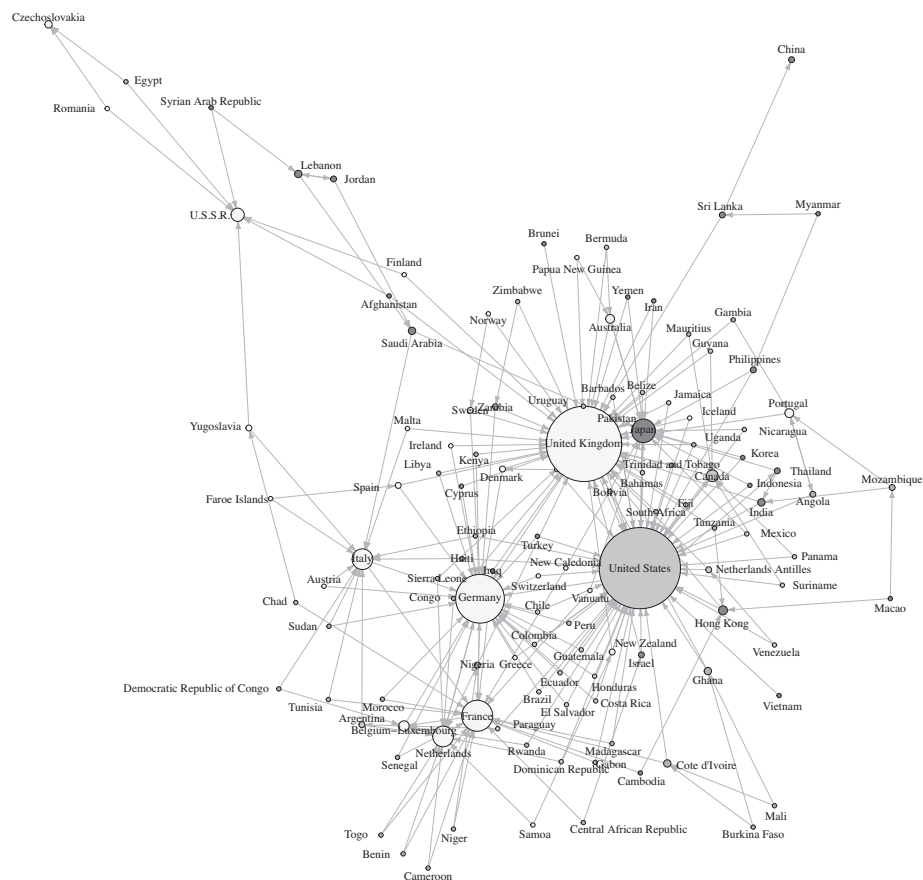 Czechoslovakia
China
Egypt
Syrian Arab Republic
Romania
Lebanon
Jordan
Sri Lanka
Myanmar
U.S.S.R.
Brunei
Bermuda
Finland
Papua New Guinea
Zimbabwe
Yemen
Afghanistan
Iran
Gambia
Norway
Australia
Mauritius
Saudi Arabia
Guyana
Philippines
Barbados
Belize
Uruguay
Jamaica
Portugal
Sweden
Zambia
Iceland
Malta
Pakistan
Yugoslavia
Japan
Nicaragua
Uganda
Ireland
United Kingdom
Korea
Kenya
Libya
Trinidad and Tobago
Thailand
Denmark
Canada
Mozambique
Bahamas
Indonesia
Spain
Cyprus
Bolivia
Angola
Faroe Islands
Fiji
South Africa
India
Tanzania
Ethiopia
Mexico
Turkey
Italy
Haiti
New Caledonia
Panama
Iraq
United States
Netherlands Antilles
Austria
Sierra Leone
Switzerland
Suriname
Congo
Germany
Vanuatu
Chad
Chile
Macao
Hong Kong
Sudan
Peru
Colombia
New Zealand
Venezuela
Guatemala
Nigeria
Greece
Israel
Ghana
Ecuador
Democratic Republic of Congo
Honduras
Tunisia
Morocco
Brazil
Costa Rica
Vietnam
France
El Salvador
Argentina
Belgium-Luxembourg
Paraguay
Netherlands
Rwanda
Madagascar
Senegal
Dominican Republic
Gabon
Cote d'Ivoire
Cambodia
Mali
Togo
Niger
Samoa
Central African Republic
Burkina Faso
Benin
Cameroon